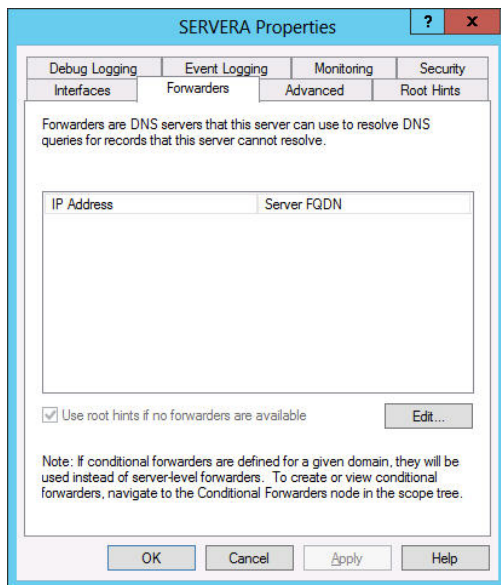 SERVERA Properties
? x
Debug Logging Event Logging Monitoring Security
Interfaces Forwarders Advanced Root Hints
Forwarders are DNS servers that this server can use to resolve DNS
queries for records that this server cannot resolve.
IP Address Server FQDN
Use root hints if no forwarders are available Edit...
Note: If conditional forwarders are defined for a given domain, they will be
used instead of server-level forwarders. To create or view conditional
forwarders, navigate to the Conditional Forwarders node in the scope tree.
OK Cancel Apply Help